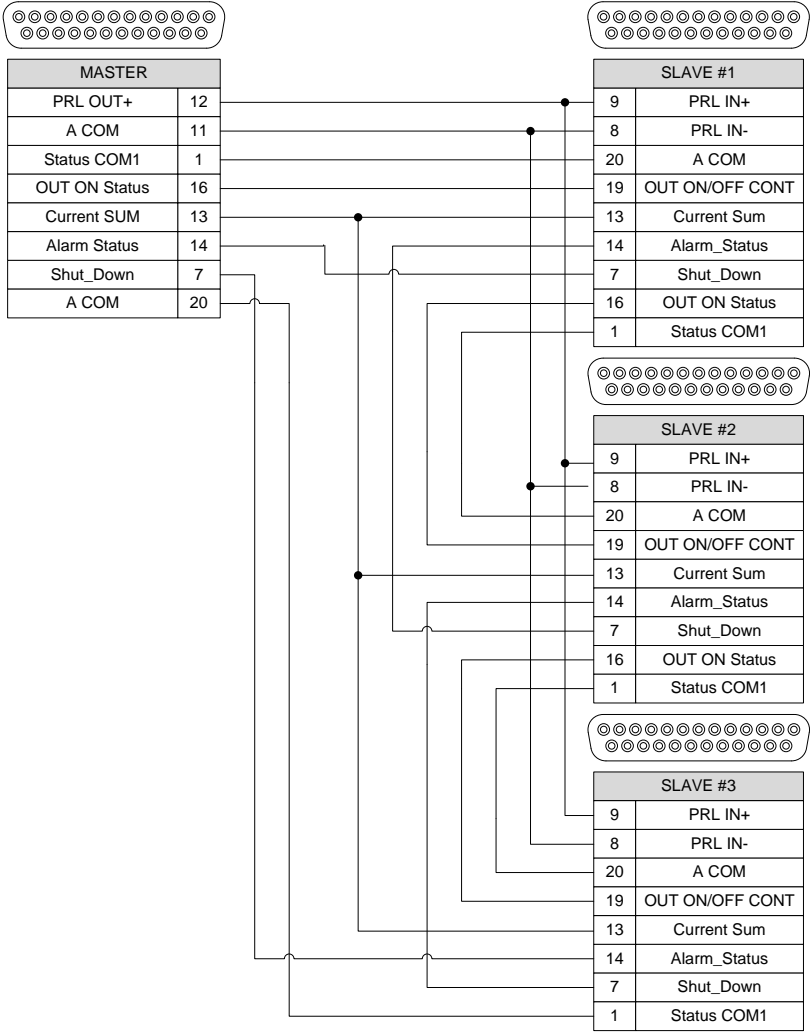 MASTER
PRL OUT+ 12
A COM 11
Status COM1 1
OUT ON Status 16
Current SUM 13
Alarm Status 14
Shut_Down 7
A COM 20
SLAVE #1
9 PRL IN+
8 PRL IN-
20 A COM
19 OUT ON/OFF CONT
13 Current Sum
14 Alarm_Status
7 Shut_Down
16 OUT ON Status
1 Status COM1
SLAVE #2
9 PRL IN+
8 PRL IN-
20 A COM
19 OUT ON/OFF CONT
13 Current Sum
14 Alarm_Status
7 Shut_Down
16 OUT ON Status
1 Status COM1
SLAVE #3
9 PRL IN+
8 PRL IN-
20 A COM
19 OUT ON/OFF CONT
13 Current Sum
14 Alarm_Status
7 Shut_Down
1 Status COM1